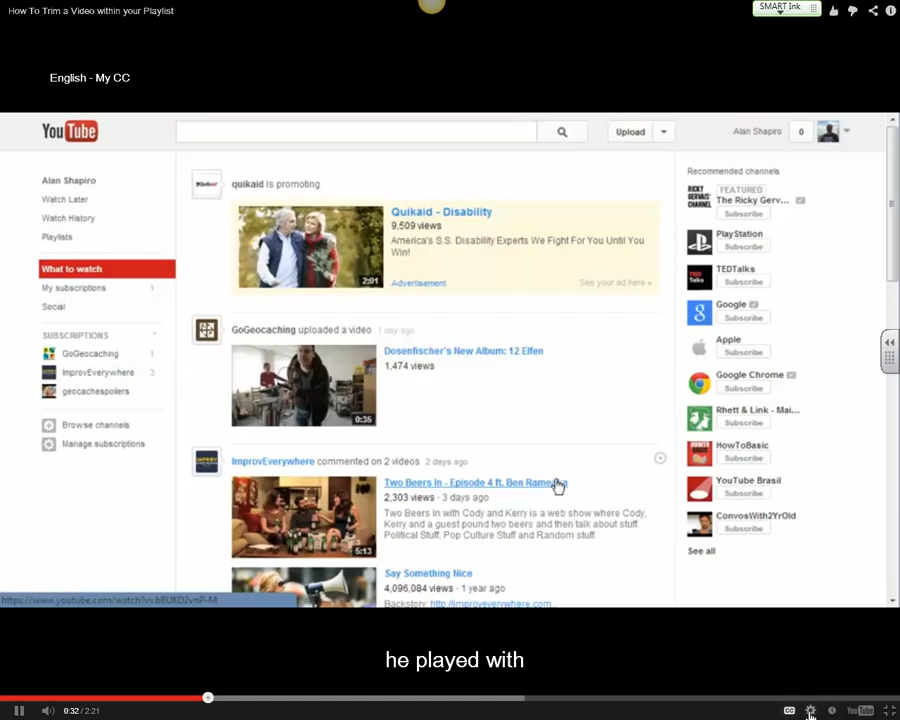 How To Trim a Video within your Playlist
SMART Ink
English - My CC
YouTube
Upload
Alan Shapiro
0
Alan Shapiro
Watch Later
Watch History
Playlists
What to watch
My subscriptions 1
Social
SUBSCRIPTIONS
GoGeocaching 1
ImprovEverywhere 3
geocachespoilers
Browse channels
Manage subscriptions
quikaid is promoting
Quikaid - Disability
9,509 views
America's S.S. Disability Experts We Fight For You Until You
Win!
2:01
Advertisement
See your ad here »
GoGeocaching uploaded a video 1 day ago
Dosenfischer's New Album: 12 Elfen
1,474 views
0:35
ImprovEverywhere commented on 2 videos 2 days ago
Two Beers In - Episode 4 ft. Ben
2,303 views · 3 days ago
Two Beers In with Cody and Kerry is a web show where Cody,
Kerry and a guest pound two beers and then talk about stuff.
Political Stuff, Pop Culture Stuff and Random stuff.
5:13
Say Something Nice
4,096,084 views · 1 year ago
Backstory: http://improveverywhere.com
Recommended channels
RICKY GERVAIS' CHANNEL
FEATURED
The Ricky Gerv...
Subscribe
PlayStation
Subscribe
TED Talks
TEDTalks
Subscribe
Google
Subscribe
Apple
Subscribe
Google Chrome
Subscribe
Rhett & Link - Mai...
Subscribe
HowToBasic
Subscribe
YouTube Brasil
Subscribe
ConvosWith2YrOld
Subscribe
See all
he played with
0:32 / 2:21
CC
YouTube